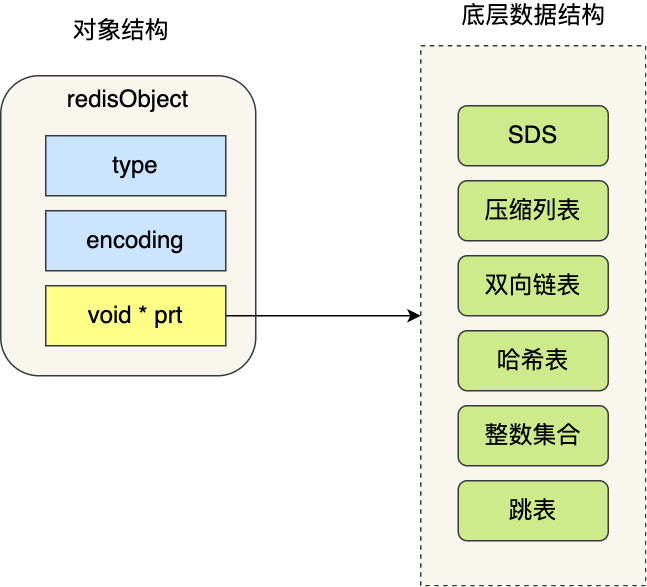 对象结构
redisObject
type
encoding
void * prt
底层数据结构
SDS
压缩列表
双向链表
哈希表
整数集合
跳表